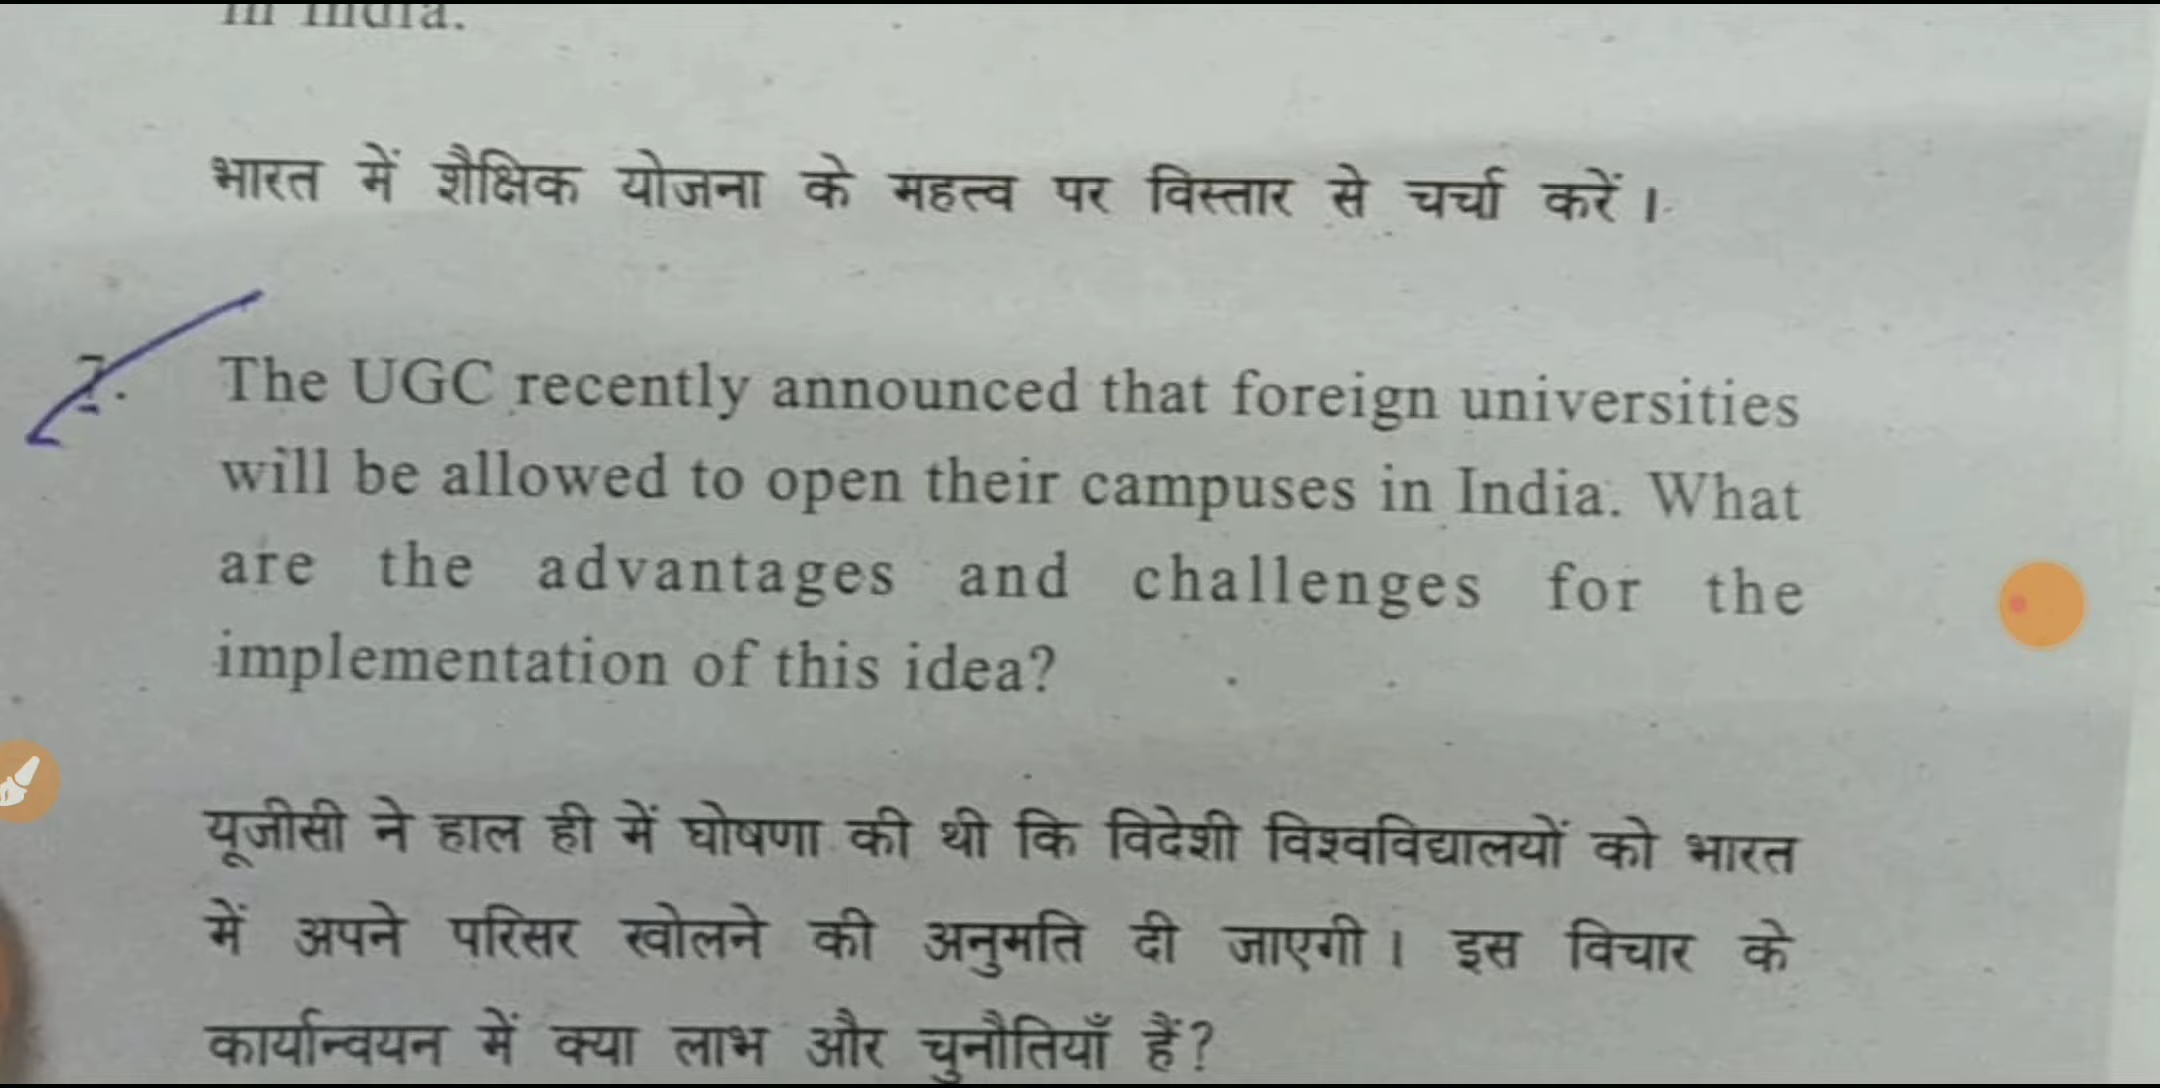 in India.
भारत में शैक्षिक योजना के महत्व पर विस्तार से चर्चा करें ।
7. The UGC recently announced that foreign universities
will be allowed to open their campuses in India. What
are the advantages and challenges for the
implementation of this idea?
यूजीसी ने हाल ही में घोषणा की थी कि विदेशी विश्वविद्यालयों को भारत
में अपने परिसर खोलने की अनुमति दी जाएगी । इस विचार के
कार्यान्वयन में क्या लाभ और चुनौतियाँ हैं?